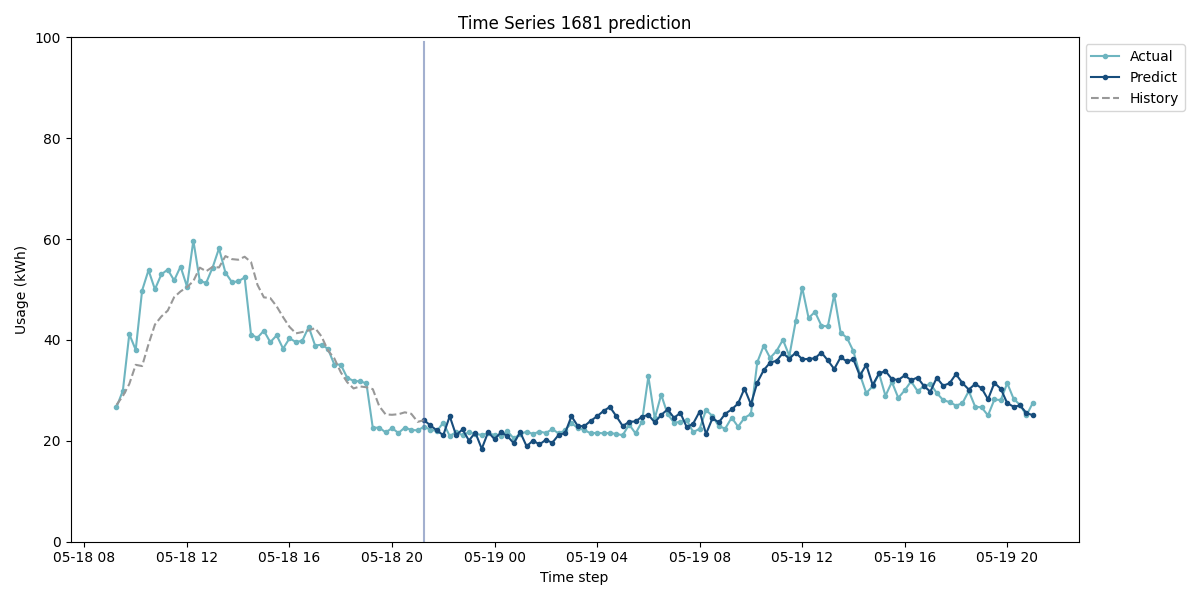 Time Series 1681 prediction
100
80
60
40
20
0
Usage (kWh)
05-18 08
05-18 12
05-18 16
05-18 20
05-19 00
05-19 04
05-19 08
05-19 12
05-19 16
05-19 20
Time step
Actual
Predict
History